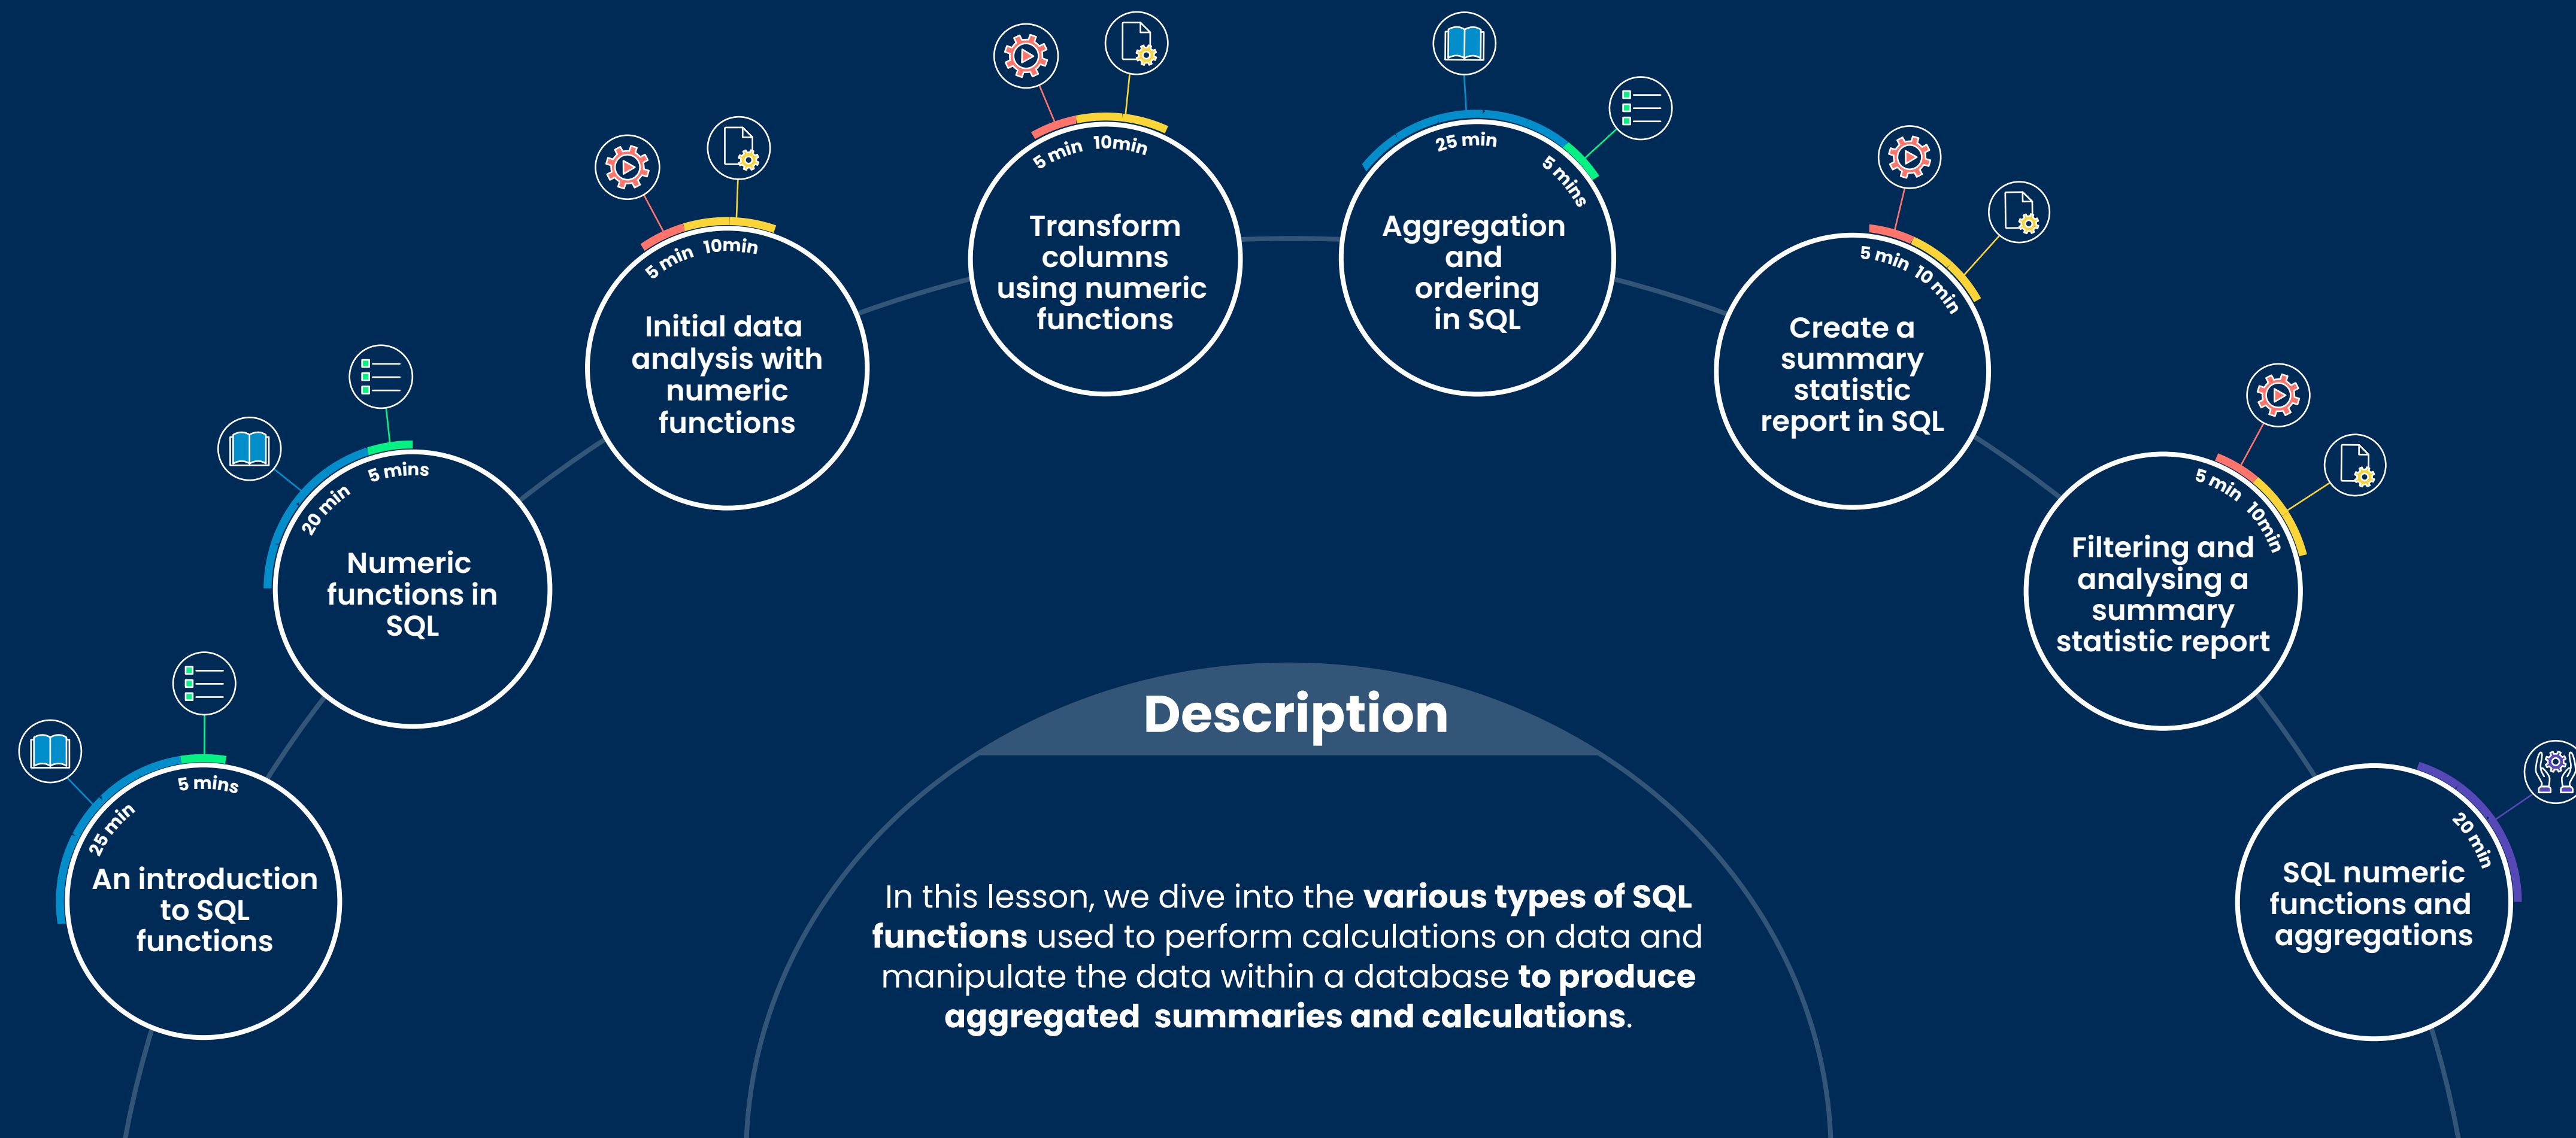 25 min
5 mins
An introduction
to SQL
functions
20 min
5 mins
Numeric
functions in
SQL
5 min
10min
Initial data
analysis with
numeric
functions
5 min
10min
Transform
columns
using numeric
functions
25 min
5 mins
Aggregation
and
ordering
in SQL
5 min
10 min
Create a
summary
statistic
report in SQL
5 min
10min
Filtering and
analysing a
summary
statistic report
20 min
SQL numeric
functions and
aggregations
Description
In this lesson, we dive into the various types of SQL
functions used to perform calculations on data and
manipulate the data within a database to produce
aggregated summaries and calculations.